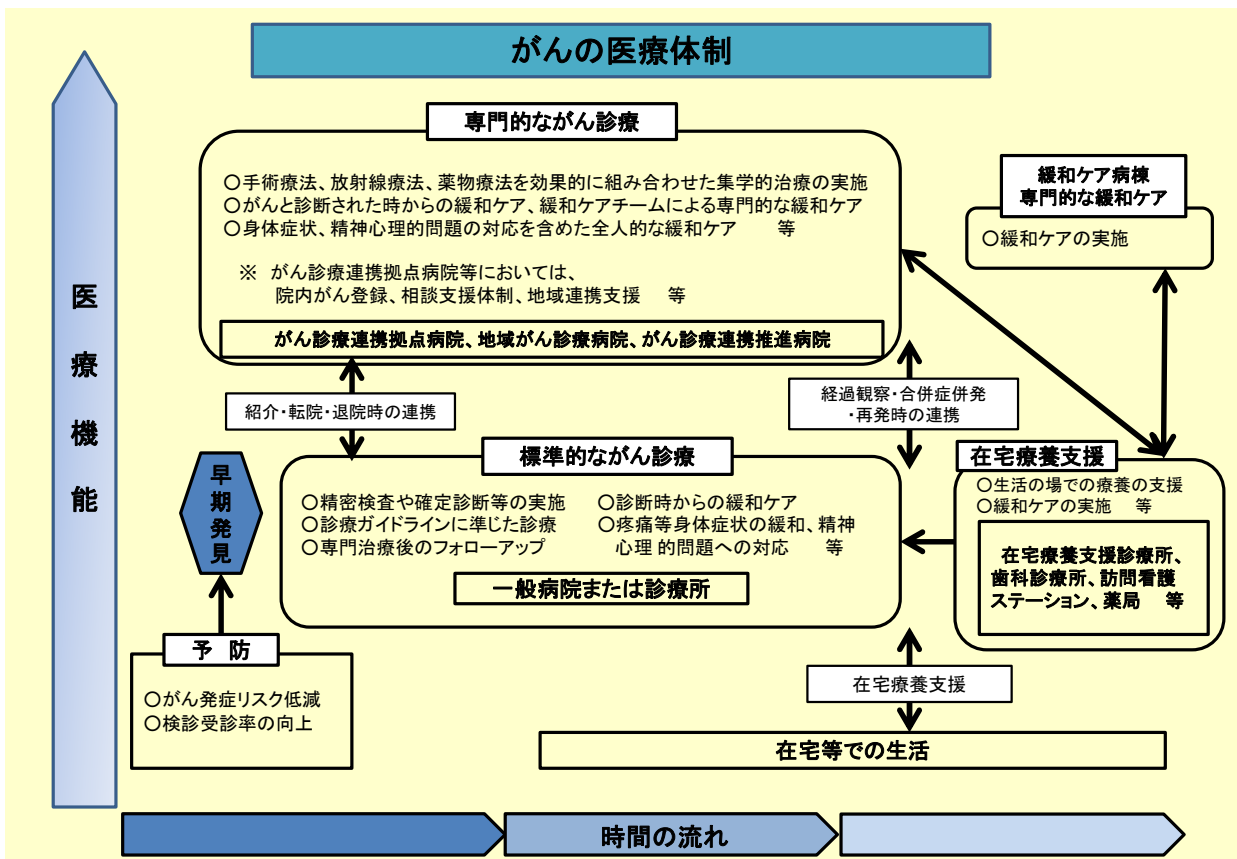 がんの医療体制
医療機能
専門的ながん診療
○手術療法、放射線療法、薬物療法を効果的に組み合わせた集学的治療の実施
○がんと診断された時からの緩和ケア、緩和ケアチームによる専門的な緩和ケア
○身体症状、精神心理的問題の対応を含めた全人的な緩和ケア 等
※ がん診療連携拠点病院等においては、
院内がん登録、相談支援体制、地域連携支援 等
がん診療連携拠点病院、地域がん診療病院、がん診療連携推進病院
緩和ケア病棟
専門的な緩和ケア
○緩和ケアの実施
紹介・転院・退院時の連携
経過観察・合併症併発
・再発時の連携
早期発見
標準的ながん診療
○精密検査や確定診断等の実施
○診療ガイドラインに準じた診療
○専門治療後のフォローアップ
○診断時からの緩和ケア
○疼痛等身体症状の緩和、精神
心理的問題への対応 等
一般病院または診療所
在宅療養支援
○生活の場での療養の支援
○緩和ケアの実施 等
在宅療養支援診療所、
歯科診療所、訪問看護
ステーション、薬局 等
予 防
○がん発症リスク低減
○検診受診率の向上
在宅療養支援
在宅等での生活
時間の流れ